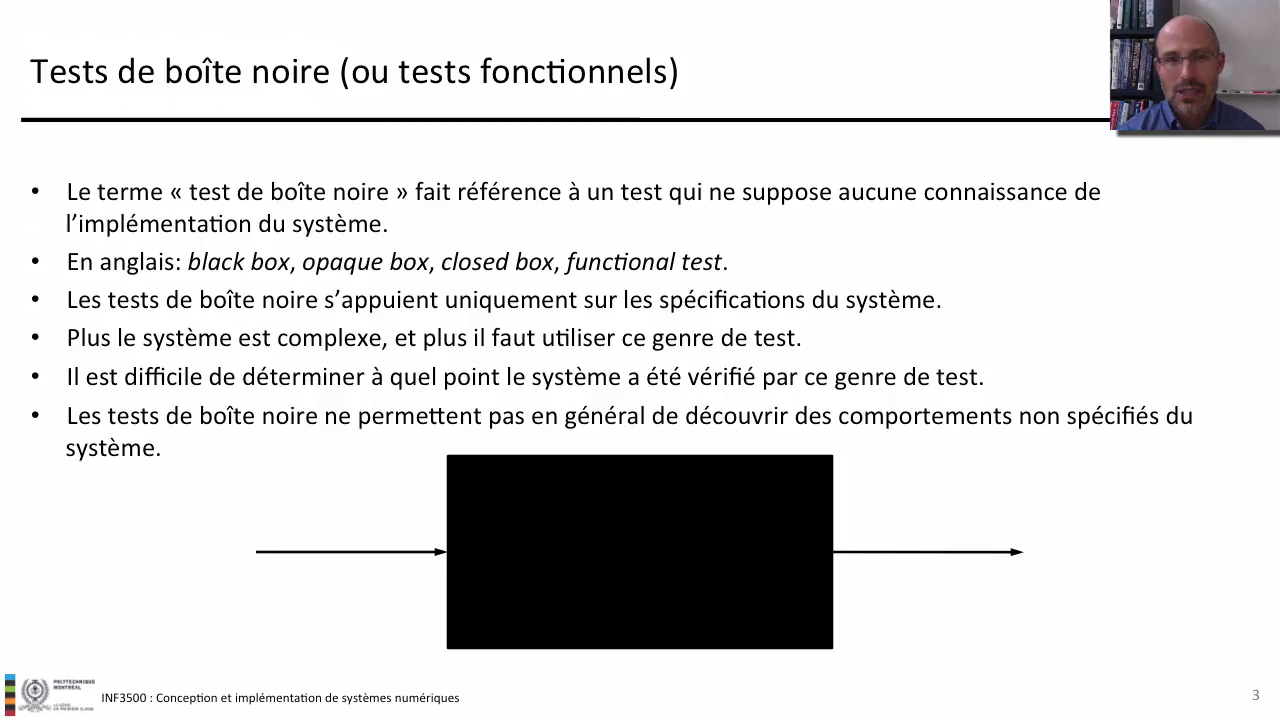 Tests de boîte noire (ou tests fonctionnels)
• Le terme « test de boîte noire » fait référence à un test qui ne suppose aucune connaissance de
l’implémentation du système.
• En anglais: black box, opaque box, closed box, functional test.
• Les tests de boîte noire s’appuient uniquement sur les spécifications du système.
• Plus le système est complexe, et plus il faut utiliser ce genre de test.
• Il est difficile de déterminer à quel point le système a été vérifié par ce genre de test.
• Les tests de boîte noire ne permettent pas en général de découvrir des comportements non spécifiés du
système.
POLYTECHNIQUE
MONTRÉAL
INF3500 : Conception et implémentation de systèmes numériques
3